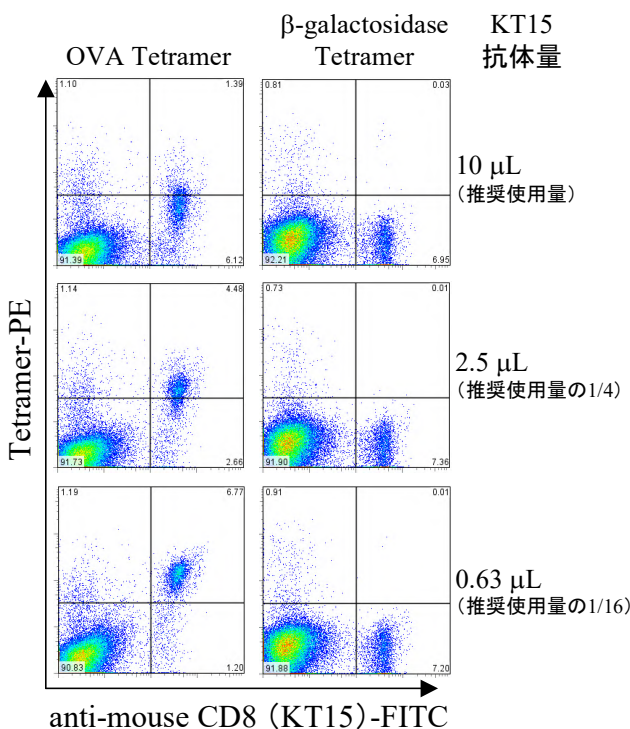 β-galactosidase KT15
OVA Tetramer Tetramer 抗体量
1.10 1.39 0.81 0.03
10 μL
(推奨使用量)
91.39 6.12 92.21 6.95
1.14 4.48 0.73 0.01
2.5 μL
(推奨使用量の1/4)
91.73 2.66 91.90 7.36
1.19 6.77 0.91 0.01
0.63 μL
(推奨使用量の1/16)
90.83 1.20 91.88 7.20
Tetramer-PE
anti-mouse CD8（KT15）-FITC